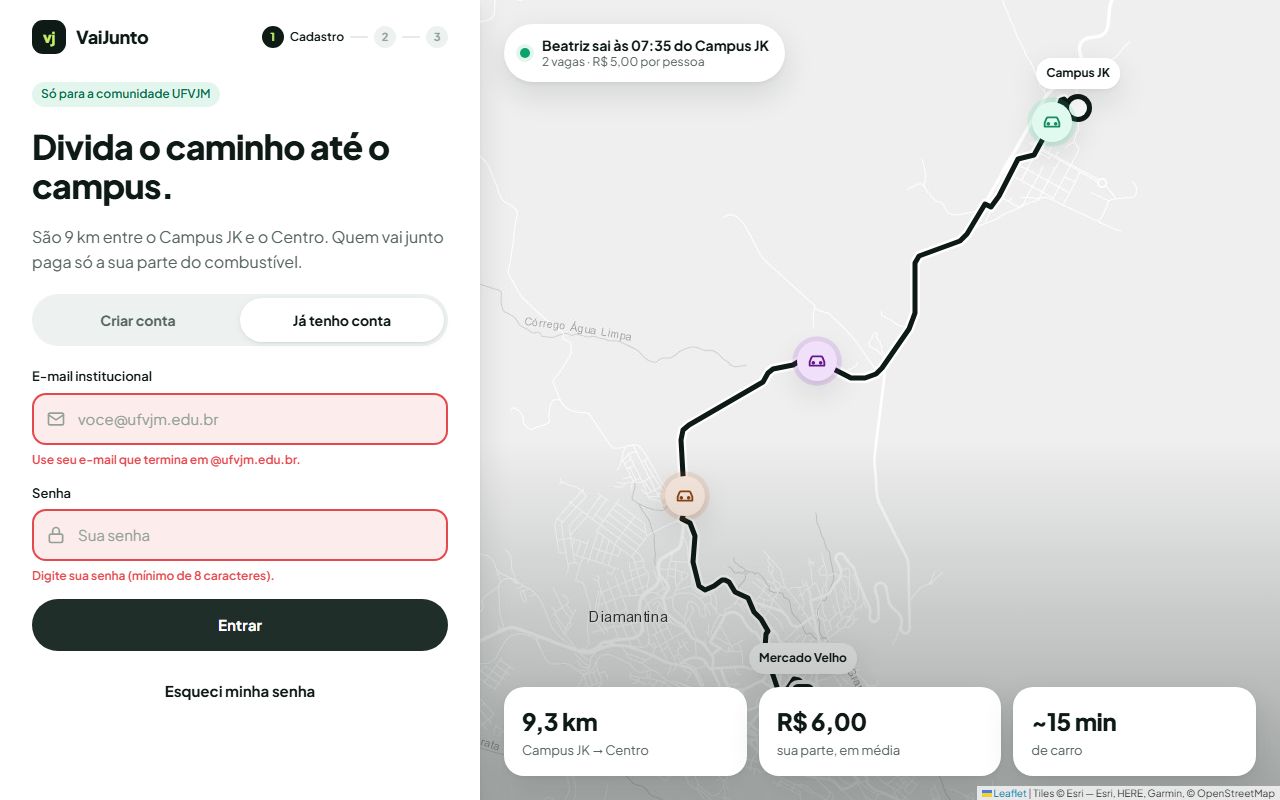 vj VaiJunto
1 Cadastro 2 3
Só para a comunidade UFVJM
Divida o caminho até o
campus.
São 9 km entre o Campus JK e o Centro. Quem vai junto
paga só a sua parte do combustível.
Criar conta Já tenho conta
E-mail institucional
voce@ufvjm.edu.br
Use seu e-mail que termina em @ufvjm.edu.br.
Senha
Sua senha
Digite sua senha (mínimo de 8 caracteres).
Entrar
Esqueci minha senha
Beatriz sai às 07:35 do Campus JK
2 vagas · R$ 5,00 por pessoa
Campus JK
Córrego Água Limpa
Diamantina
Mercado Velho
9,3 km
Campus JK → Centro
R$ 6,00
sua parte, em média
~15 min
de carro
Leaflet | Tiles © Esri — Esri, HERE, Garmin, © OpenStreetMap